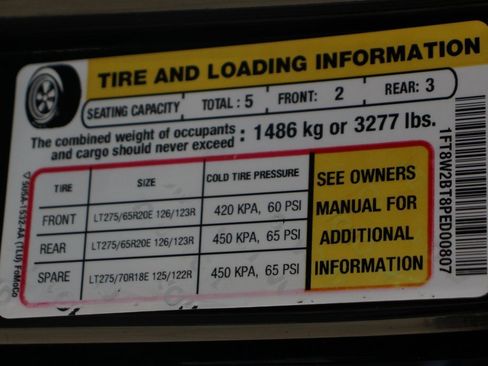 TIRE AND LOADING INFORMATION
SEATING CAPACITY TOTAL : 5 FRONT: 2 REAR: 3
The combined weight of occupants
and cargo should never exceed : 1486 kg or 3277 lbs.
TIRE SIZE COLD TIRE PRESSURE
FRONT LT275/65R20E 126/123R 420 KPA, 60 PSI
REAR LT275/65R20E 126/123R 450 KPA, 65 PSI
SPARE LT275/70R18E 125/122R 450 KPA, 65 PSI
SEE OWNERS
MANUAL FOR
ADDITIONAL
INFORMATION
1FT8W2BT8FED00807